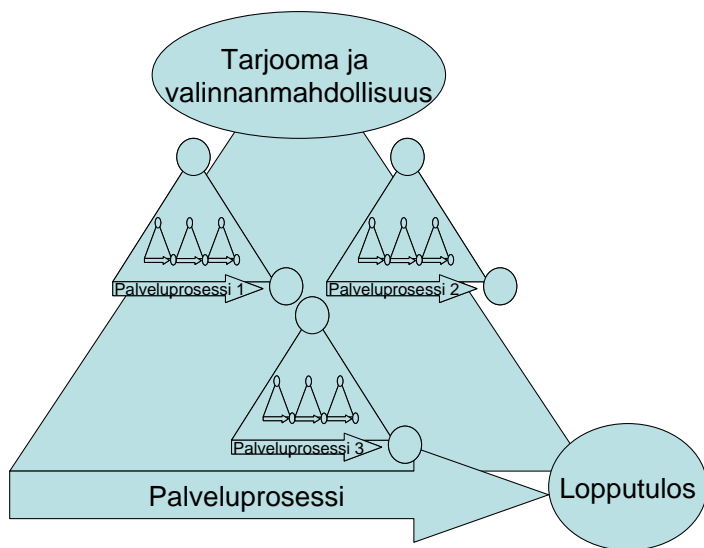 Tarjooma ja
valinnanmahdollisuus
Palveluprosessi 1
Palveluprosessi 2
Palveluprosessi 3
Palveluprosessi
Lopputulos